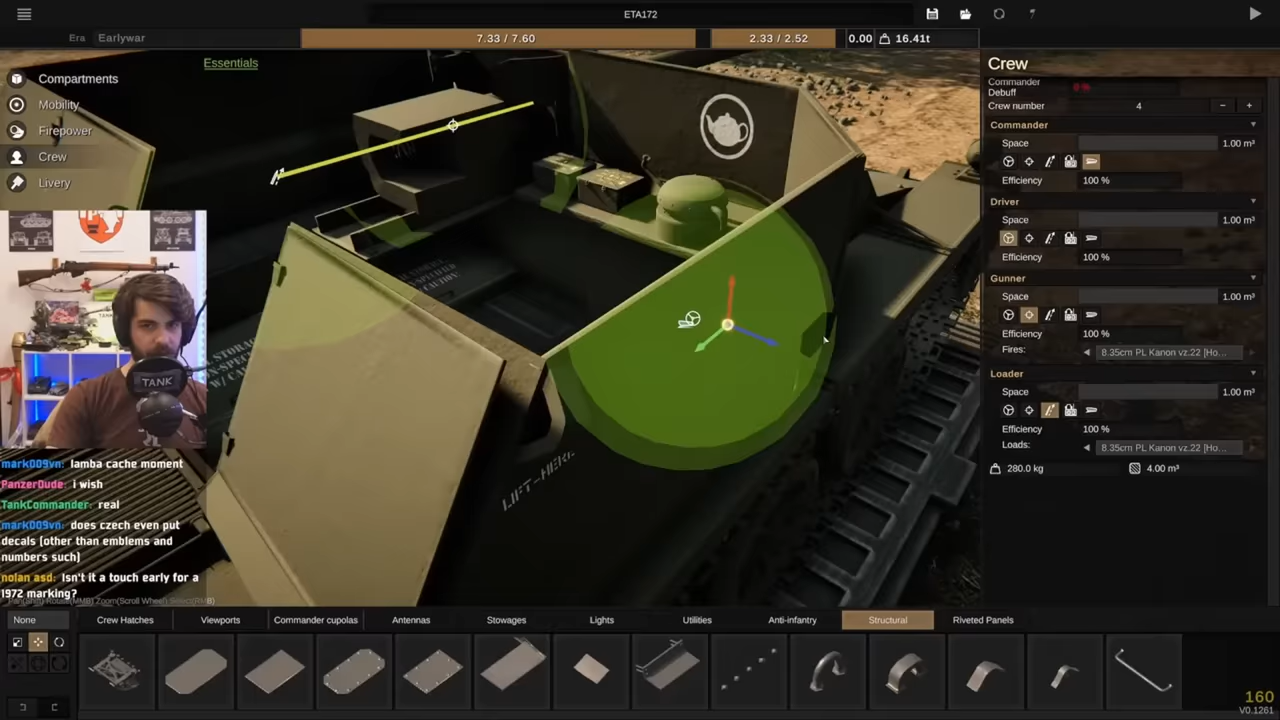 ETA172
Era Earlywar
7.33 / 7.60
2.33 / 2.52
0.00
16.41t
Essentials
Compartments
Mobility
Firepower
Crew
Livery
Crew
Commander
Debuff
Crew number 4 - +
Commander
Space 1.00 m³
Efficiency 100 %
Driver
Space 1.00 m³
Efficiency 100 %
Gunner
Space 1.00 m³
Efficiency 100 %
Fires: 8.35cm PL Kanon vz.22 [Ho...
Loader
Space 1.00 m³
Efficiency 100 %
Loads: 8.35cm PL Kanon vz.22 [Ho...
280.0 kg 4.00 m³
LIFT-HERE
TANK
mark009vn: lamba cache moment
PanzerDude: i wish
TankCommander: real
mark009vn: does czech even put
decals (other than emblems and
numbers such)
nolan asd: Isn't it a touch early for a
1972 marking?
None
Crew Hatches
Viewports
Commander cupolas
Antennas
Stowages
Lights
Utilities
Anti-infantry
Structural
Riveted Panels
160
V0.1261